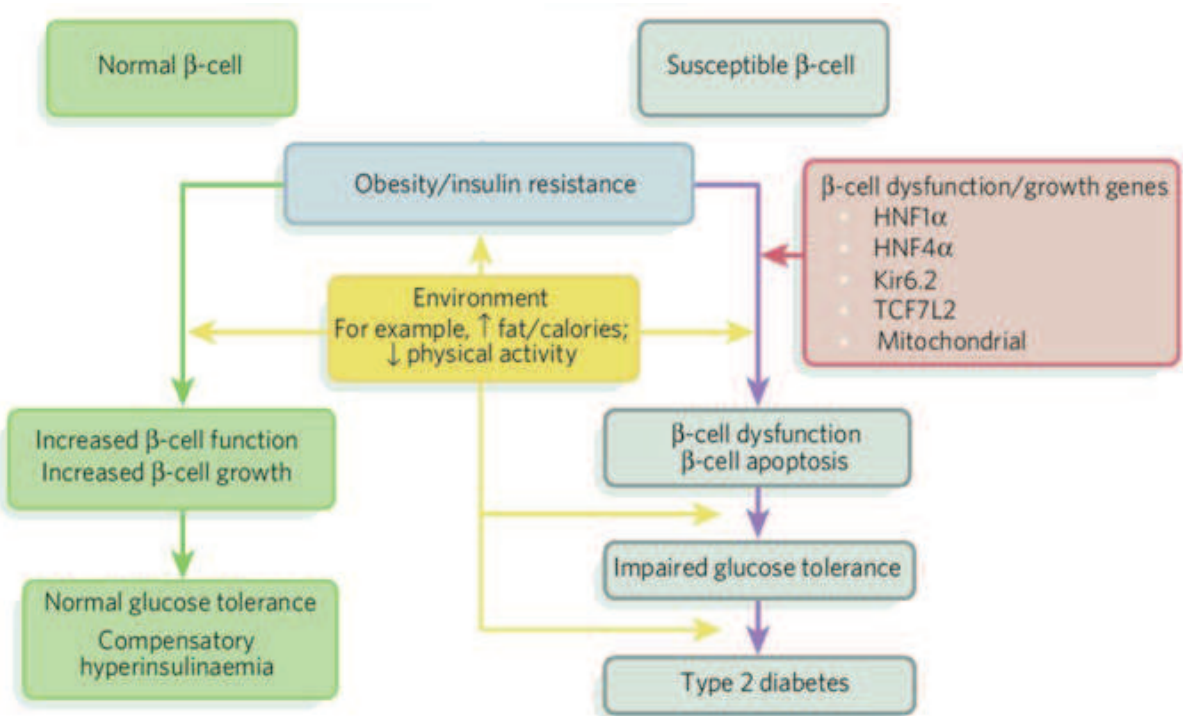 Normal β-cell
Susceptible β-cell
Obesity/insulin resistance
β-cell dysfunction/growth genes
• HNF1α
• HNF4α
• Kir6.2
• TCF7L2
• Mitochondrial
Environment
For example, ↑ fat/calories;
↓ physical activity
Increased β-cell function
Increased β-cell growth
β-cell dysfunction
β-cell apoptosis
Impaired glucose tolerance
Normal glucose tolerance
Compensatory
hyperinsulinaemia
Type 2 diabetes